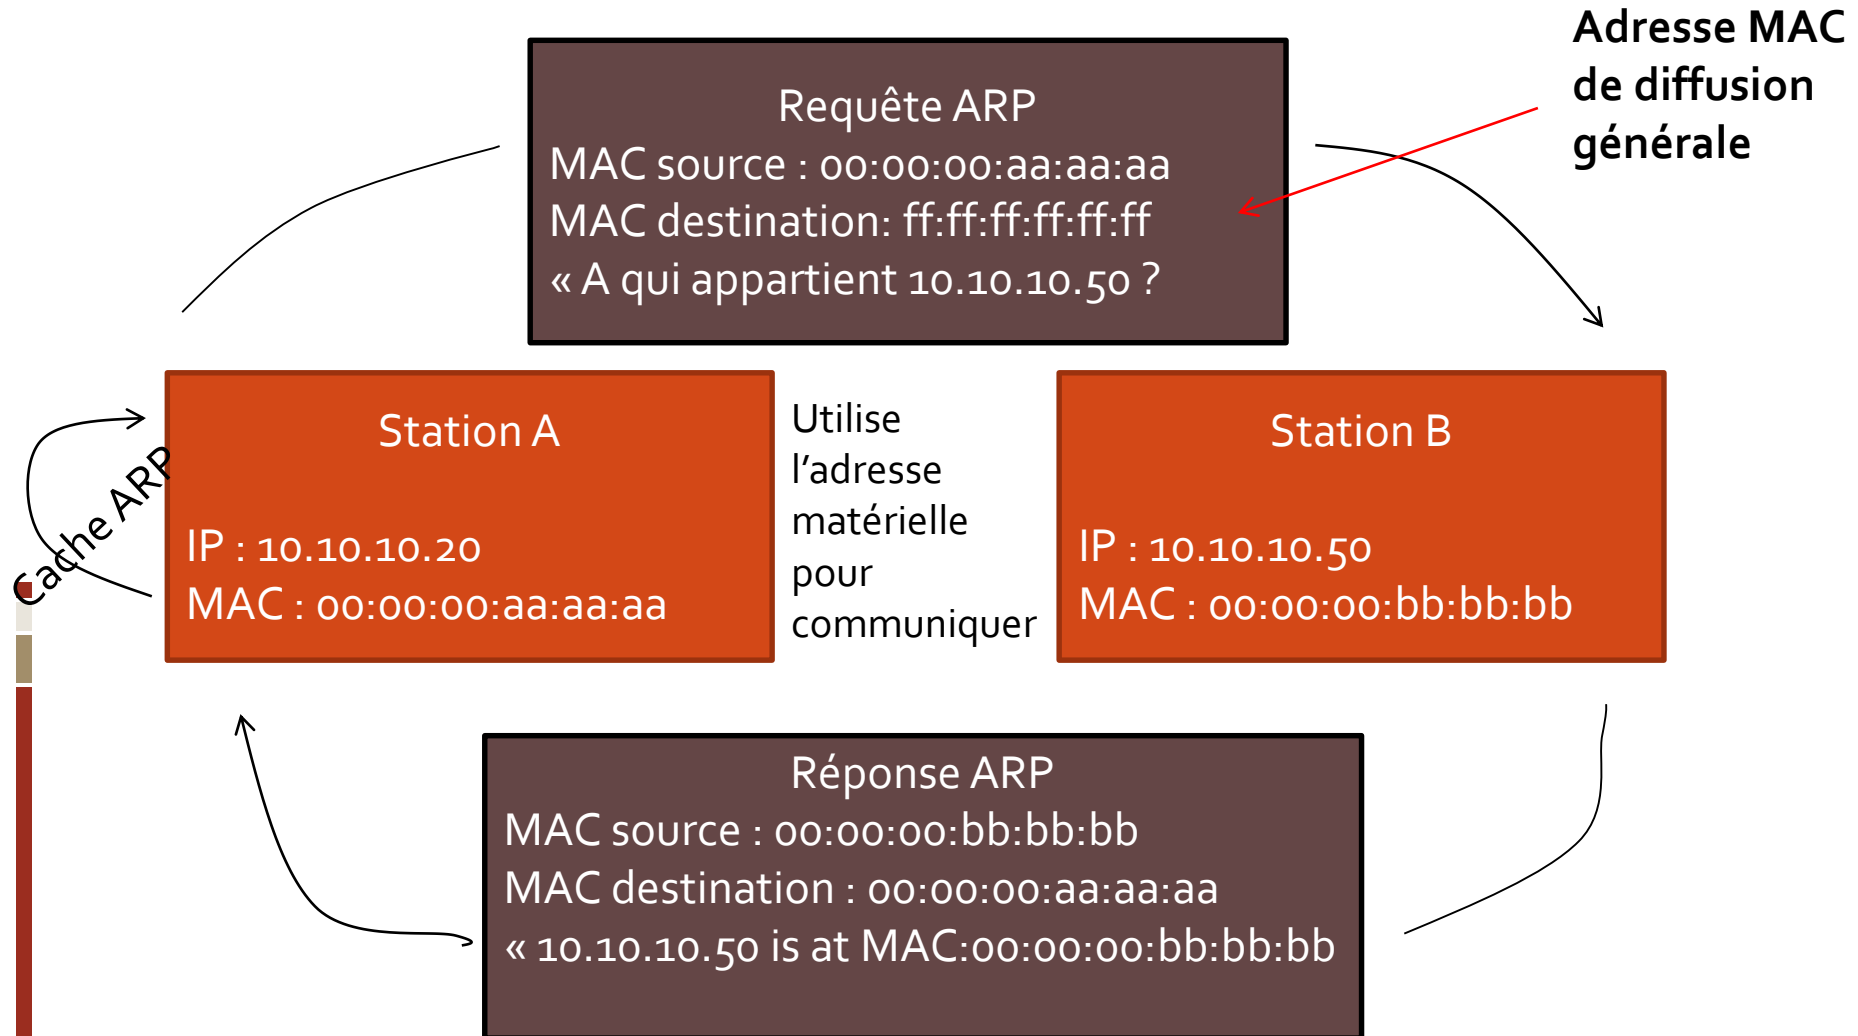 Adresse MAC
de diffusion
générale
Requête ARP
MAC source : 00:00:00:aa:aa:aa
MAC destination: ff:ff:ff:ff:ff:ff
« A qui appartient 10.10.10.50 ?
Station A
IP : 10.10.10.20
MAC : 00:00:00:aa:aa:aa
Cache ARP
Utilise
l’adresse
matérielle
pour
communiquer
Station B
IP : 10.10.10.50
MAC : 00:00:00:bb:bb:bb
Réponse ARP
MAC source : 00:00:00:bb:bb:bb
MAC destination : 00:00:00:aa:aa:aa
« 10.10.10.50 is at MAC:00:00:00:bb:bb:bb